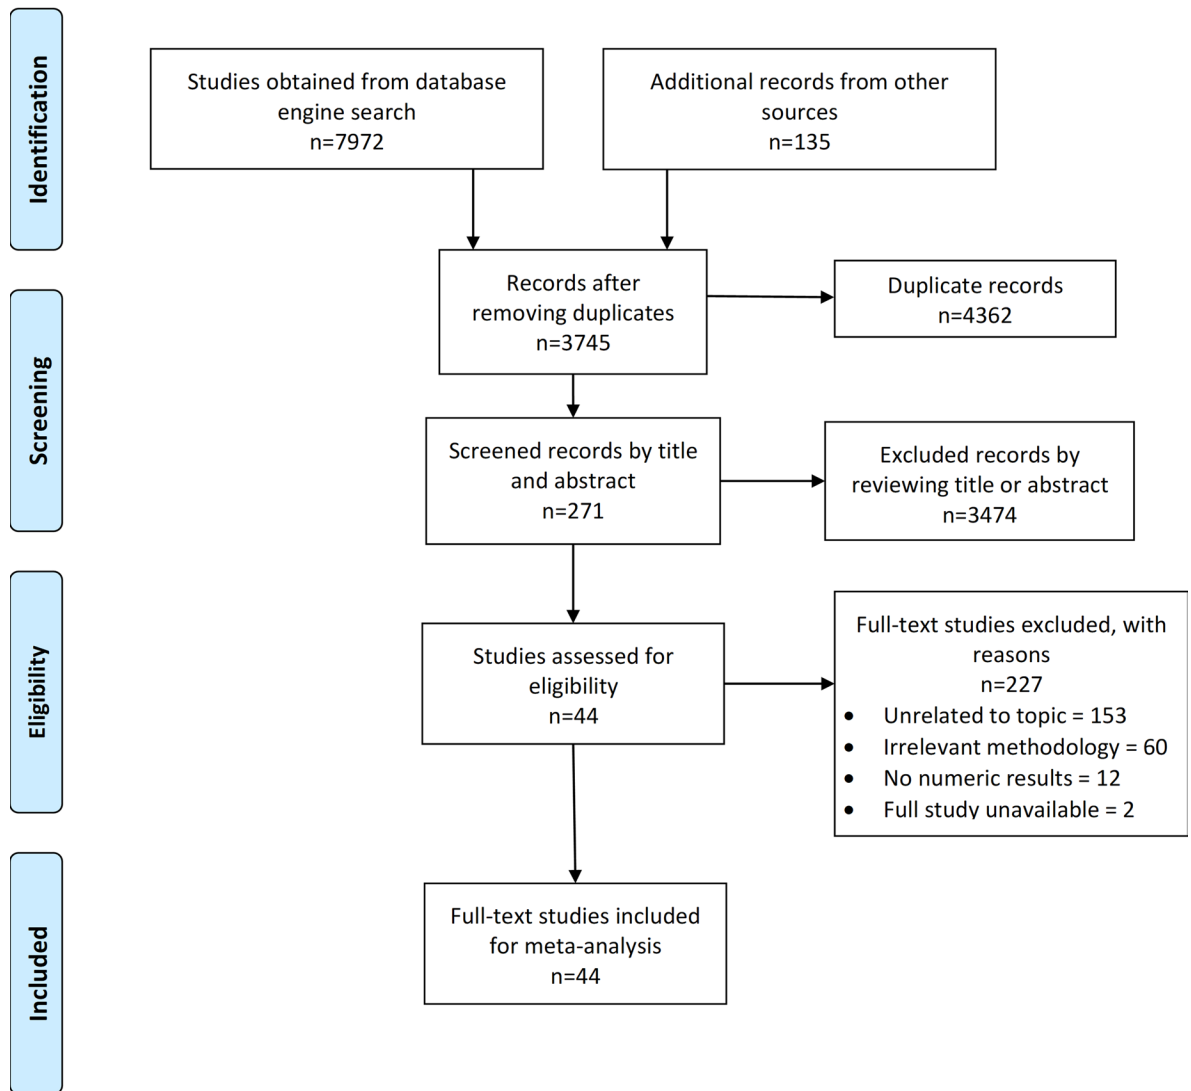 Identification
Studies obtained from database
engine search
n=7972
Additional records from other
sources
n=135
Records after
removing duplicates
n=3745
Duplicate records
n=4362
Screening
Screened records by title
and abstract
n=271
Excluded records by
reviewing title or abstract
n=3474
Eligibility
Studies assessed for
eligibility
n=44
Full-text studies excluded, with
reasons
n=227
• Unrelated to topic = 153
• Irrelevant methodology = 60
• No numeric results = 12
• Full study unavailable = 2
Included
Full-text studies included
for meta-analysis
n=44